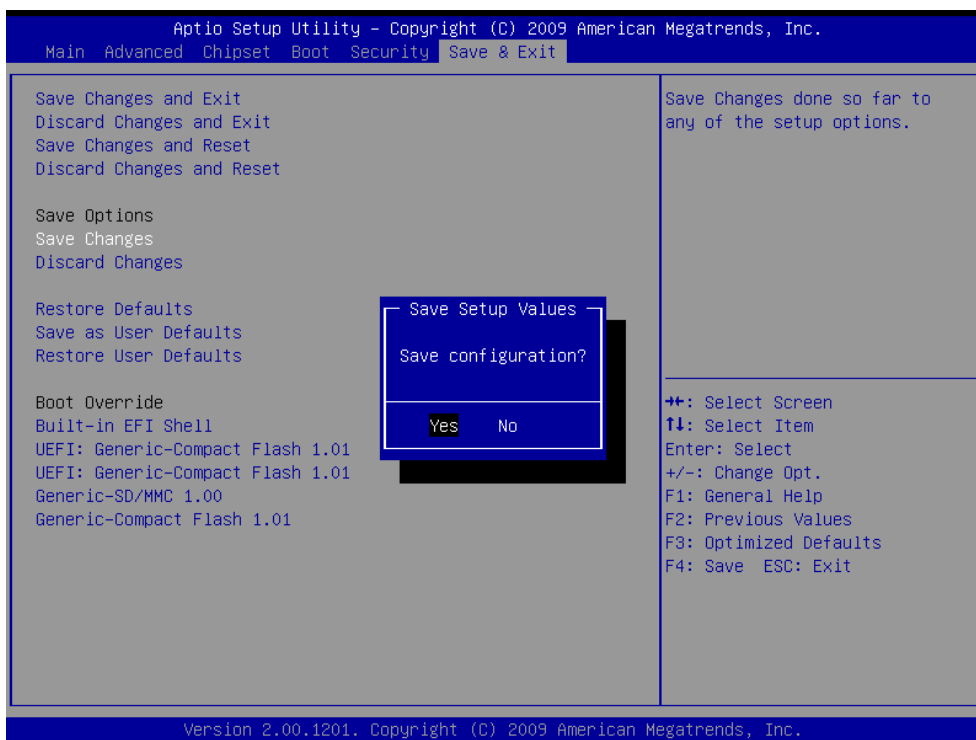 Aptio Setup Utility – Copyright (C) 2009 American Megatrends, Inc.
Main Advanced Chipset Boot Security Save & Exit
Save Changes and Exit
Discard Changes and Exit
Save Changes and Reset
Discard Changes and Reset
Save Options
Save Changes
Discard Changes
Restore Defaults
Save as User Defaults
Restore User Defaults
Boot Override
Built-in EFI Shell
UEFI: Generic-Compact Flash 1.01
UEFI: Generic-Compact Flash 1.01
Generic-SD/MMC 1.00
Generic-Compact Flash 1.01
Save Setup Values
Save configuration?
Yes No
Save Changes done so far to
any of the setup options.
→←: Select Screen
↑↓: Select Item
Enter: Select
+/-: Change Opt.
F1: General Help
F2: Previous Values
F3: Optimized Defaults
F4: Save ESC: Exit
Version 2.00.1201. Copyright (C) 2009 American Megatrends, Inc.